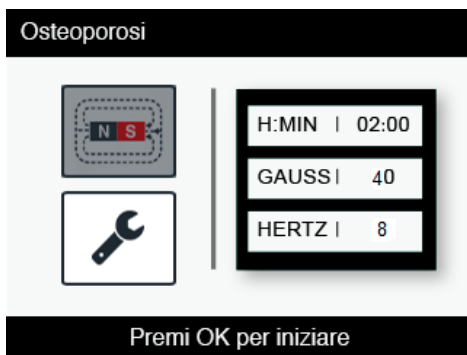 Osteoporosi
N S
H:MIN | 02:00
GAUSS | 40
HERTZ | 8
Premi OK per iniziare